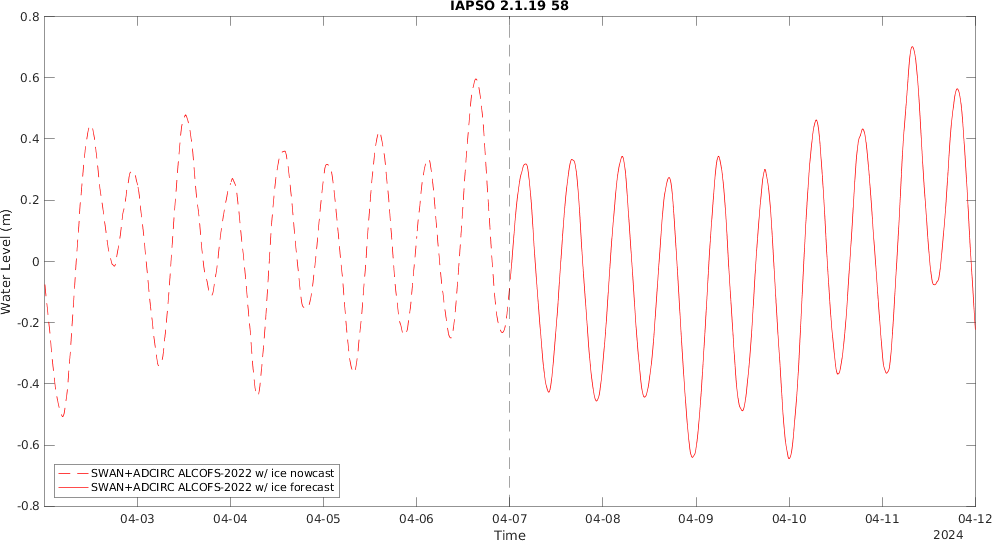 IAPSO 2.1.19 58
Water Level (m)
0.8
0.6
0.4
0.2
0
-0.2
-0.4
-0.6
-0.8
SWAN+ADCIRC ALCOFS-2022 w/ ice nowcast
SWAN+ADCIRC ALCOFS-2022 w/ ice forecast
04-03 04-04 04-05 04-06 04-07 04-08 04-09 04-10 04-11 04-12
Time
2024